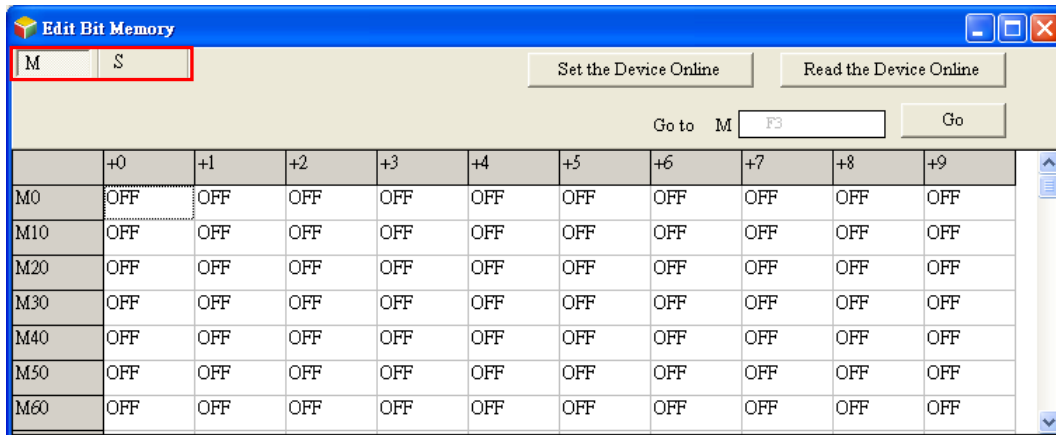 Edit Bit Memory
M S
Set the Device Online Read the Device Online
Go to M F3 Go
+0 +1 +2 +3 +4 +5 +6 +7 +8 +9
M0 OFF OFF OFF OFF OFF OFF OFF OFF OFF OFF
M10 OFF OFF OFF OFF OFF OFF OFF OFF OFF OFF
M20 OFF OFF OFF OFF OFF OFF OFF OFF OFF OFF
M30 OFF OFF OFF OFF OFF OFF OFF OFF OFF OFF
M40 OFF OFF OFF OFF OFF OFF OFF OFF OFF OFF
M50 OFF OFF OFF OFF OFF OFF OFF OFF OFF OFF
M60 OFF OFF OFF OFF OFF OFF OFF OFF OFF OFF